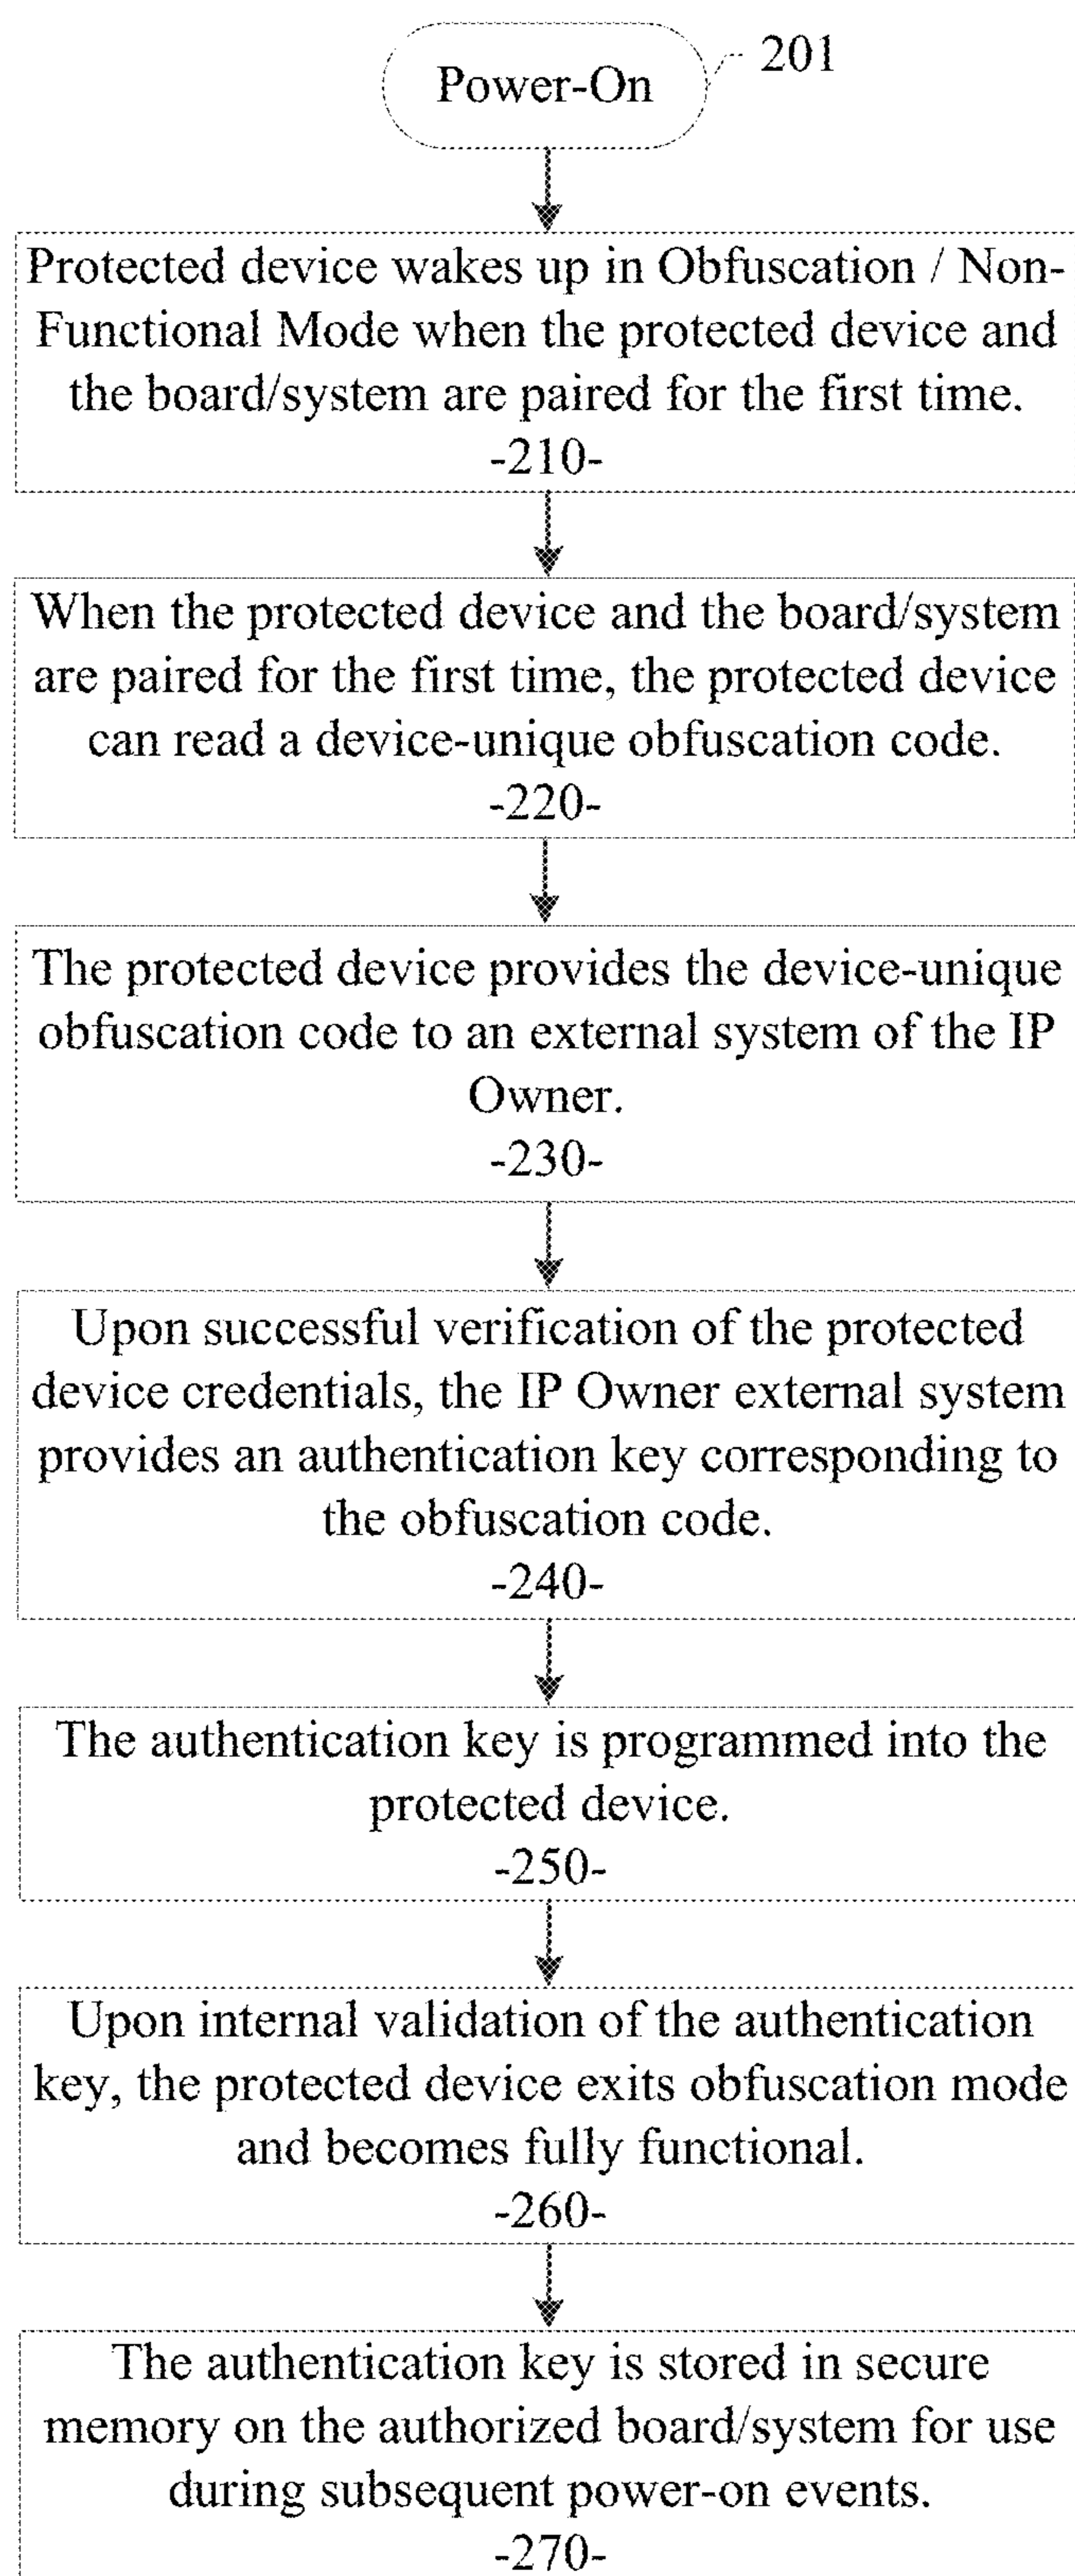 Power-On
201
Protected device wakes up in Obfuscation / Non-
Functional Mode when the protected device and
the board/system are paired for the first time.
-210-
When the protected device and the board/system
are paired for the first time, the protected device
can read a device-unique obfuscation code.
-220-
The protected device provides the device-unique
obfuscation code to an external system of the IP
Owner.
-230-
Upon successful verification of the protected
device credentials, the IP Owner external system
provides an authentication key corresponding to
the obfuscation code.
-240-
The authentication key is programmed into the
protected device.
-250-
Upon internal validation of the authentication
key, the protected device exits obfuscation mode
and becomes fully functional.
-260-
The authentication key is stored in secure
memory on the authorized board/system for use
during subsequent power-on events.
-270-